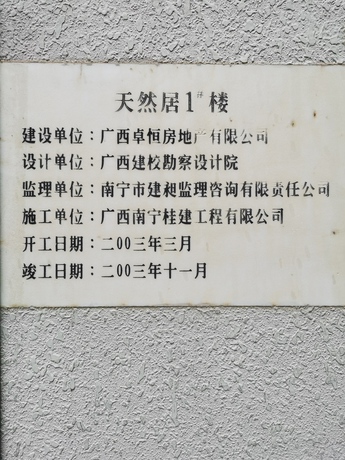 天然居1#楼
建设单位：广西卓恒房地产有限公司
设计单位：广西建校勘察设计院
监理单位：南宁市建昶监理咨询有限责任公司
施工单位：广西南宁桂建工程有限公司
开工日期：二00三年三月
竣工日期：二00三年十一月